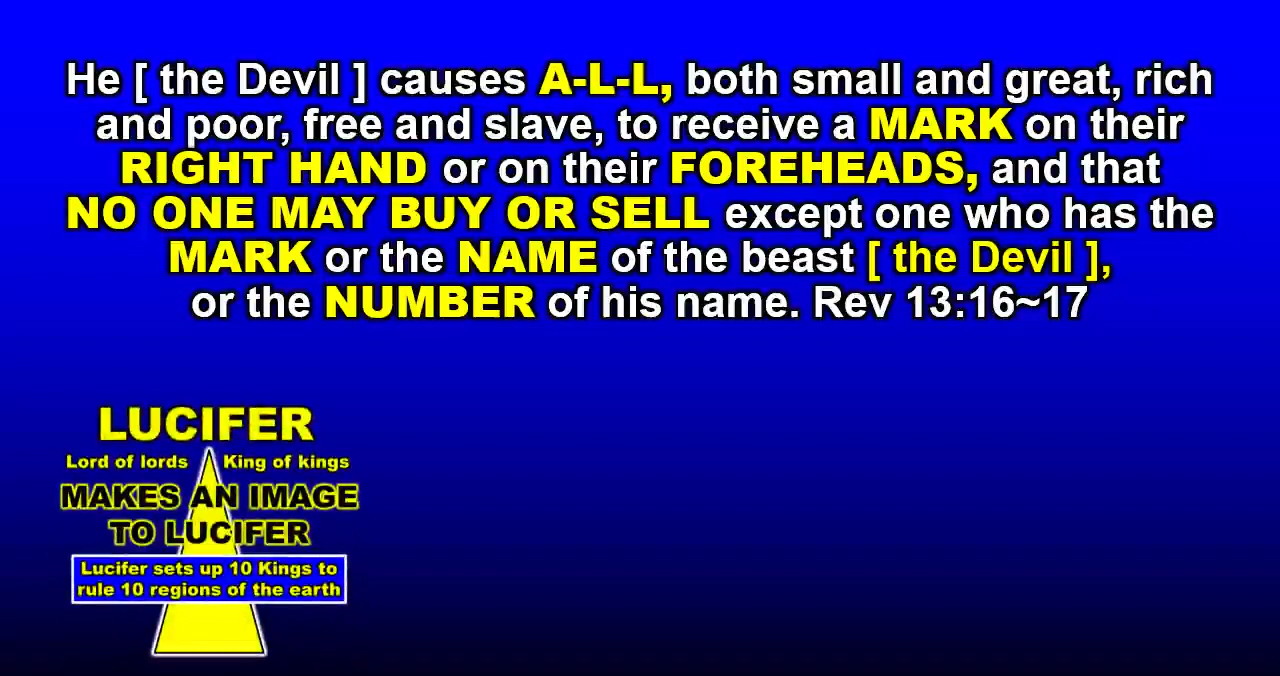 He [ the Devil ] causes A-L-L, both small and great, rich
and poor, free and slave, to receive a MARK on their
RIGHT HAND or on their FOREHEADS, and that
NO ONE MAY BUY OR SELL except one who has the
MARK or the NAME of the beast [ the Devil ],
or the NUMBER of his name. Rev 13:16~17
LUCIFER
Lord of lords King of kings
MAKES AN IMAGE
TO LUCIFER
Lucifer sets up 10 Kings to
rule 10 regions of the earth